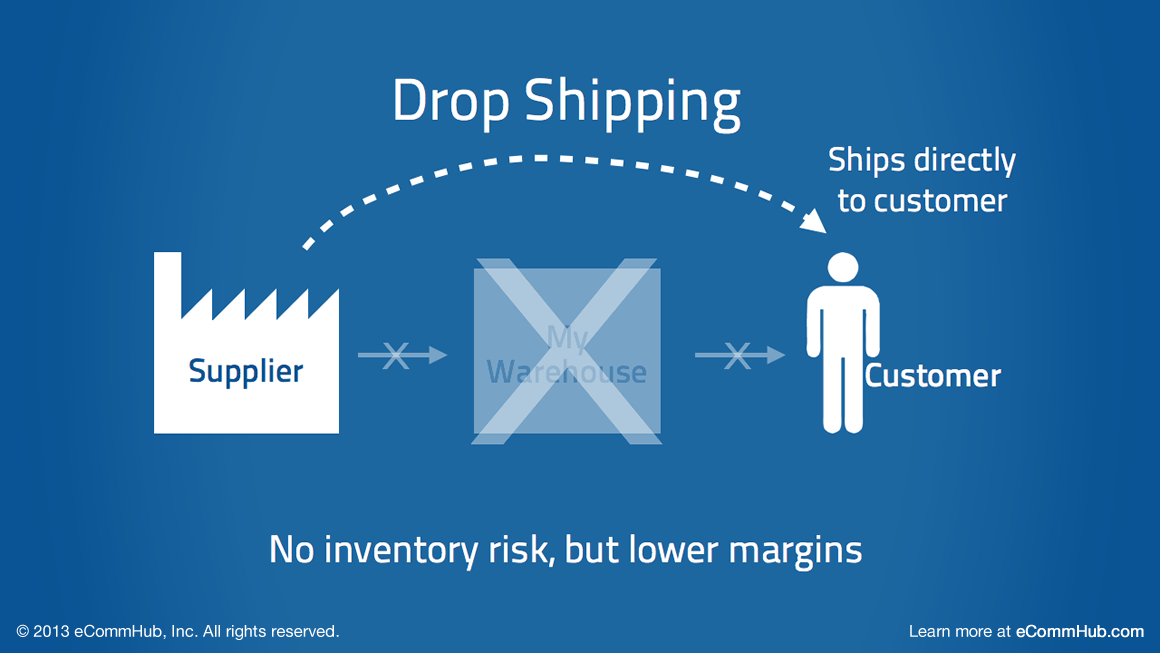 Drop Shipping
Ships directly
to customer
Supplier
My
Warehouse
Customer
No inventory risk, but lower margins
© 2013 eCommHub, Inc. All rights reserved.
Learn more at eCommHub.com